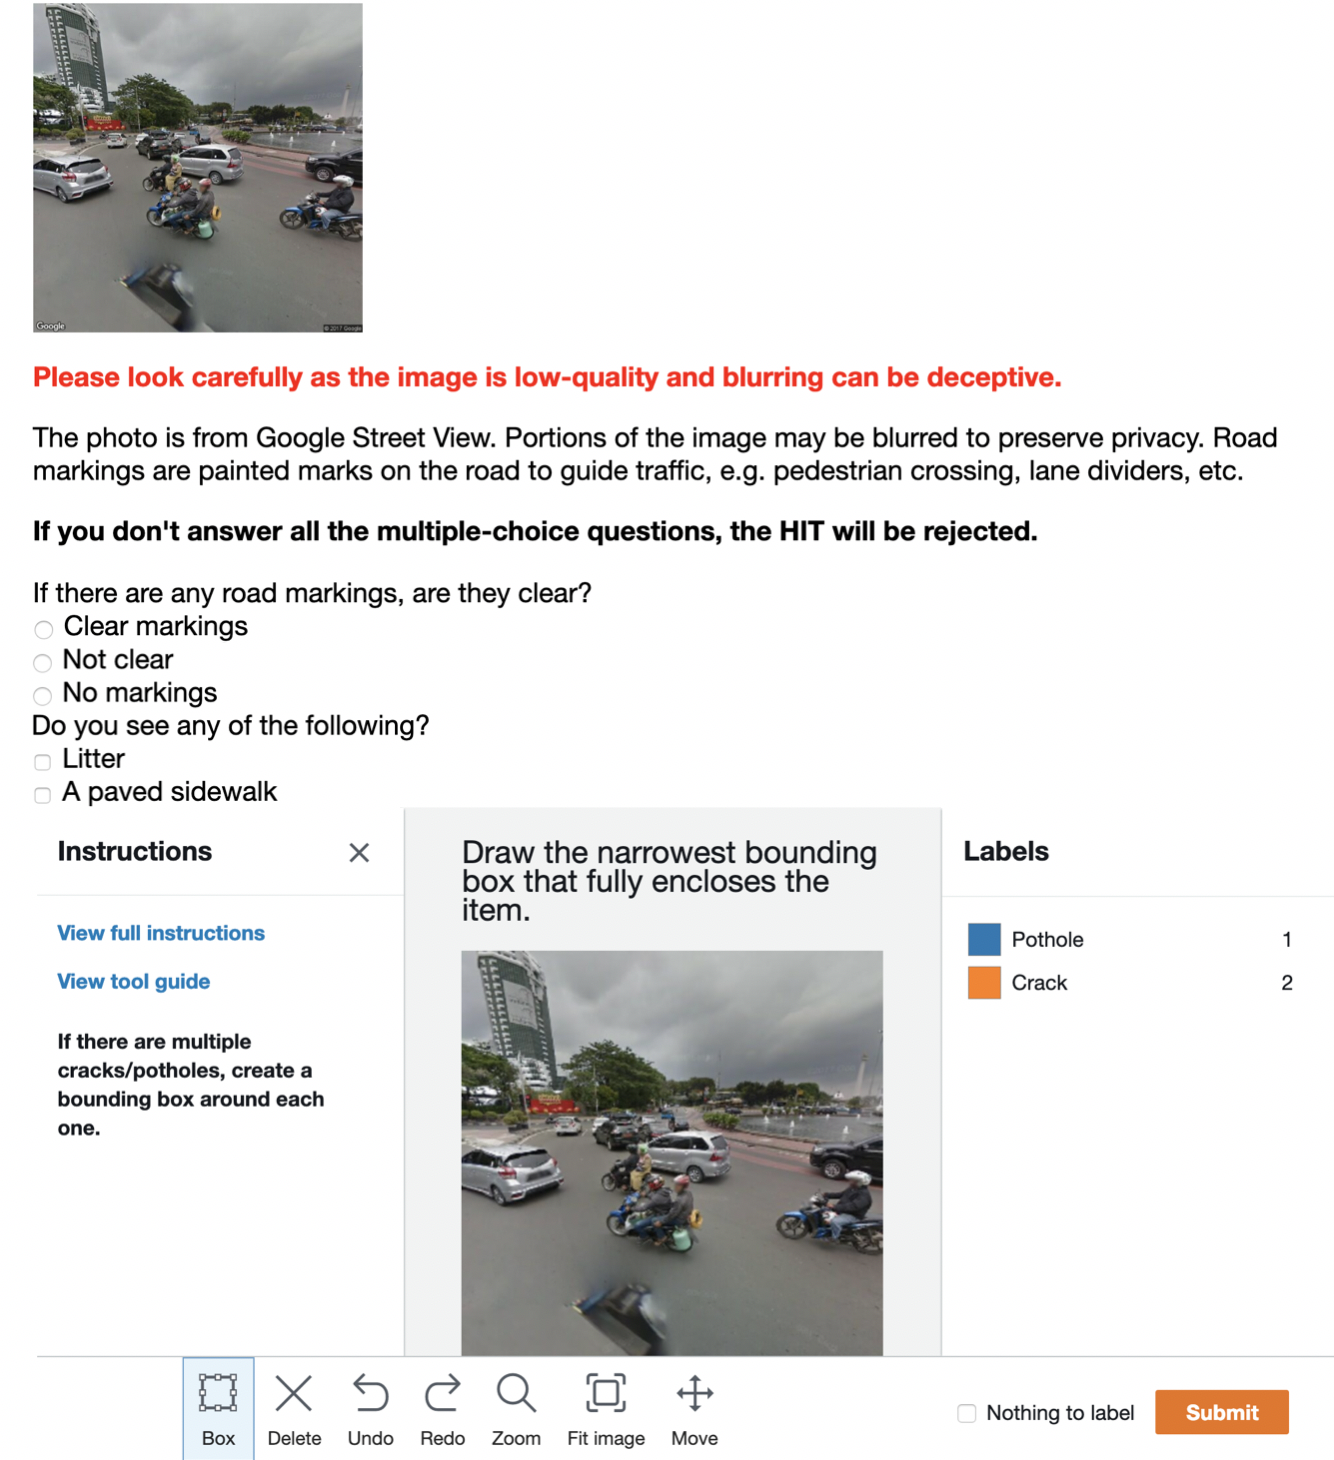 Google
© 2017 Google
Please look carefully as the image is low-quality and blurring can be deceptive.
The photo is from Google Street View. Portions of the image may be blurred to preserve privacy. Road
markings are painted marks on the road to guide traffic, e.g. pedestrian crossing, lane dividers, etc.
If you don't answer all the multiple-choice questions, the HIT will be rejected.
If there are any road markings, are they clear?
Clear markings
Not clear
No markings
Do you see any of the following?
Litter
A paved sidewalk
Instructions
View full instructions
View tool guide
If there are multiple
cracks/potholes, create a
bounding box around each
one.
Draw the narrowest bounding
box that fully encloses the
item.
Labels
Pothole 1
Crack 2
Box Delete Undo Redo Zoom Fit image Move
Nothing to label Submit